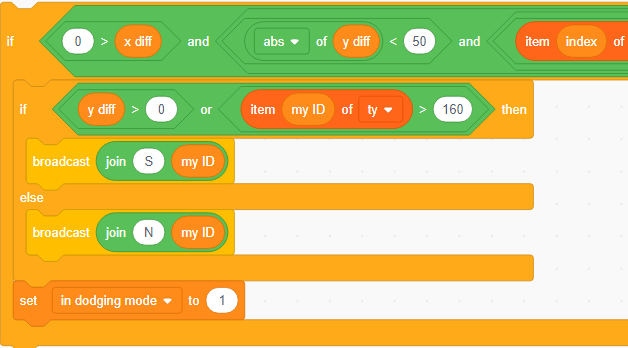 if 0 > x diff and abs of y diff < 50 and item index of
if y diff > 0 or item my ID of ty > 160 then
broadcast join S my ID
else
broadcast join N my ID
set in dodging mode to 1